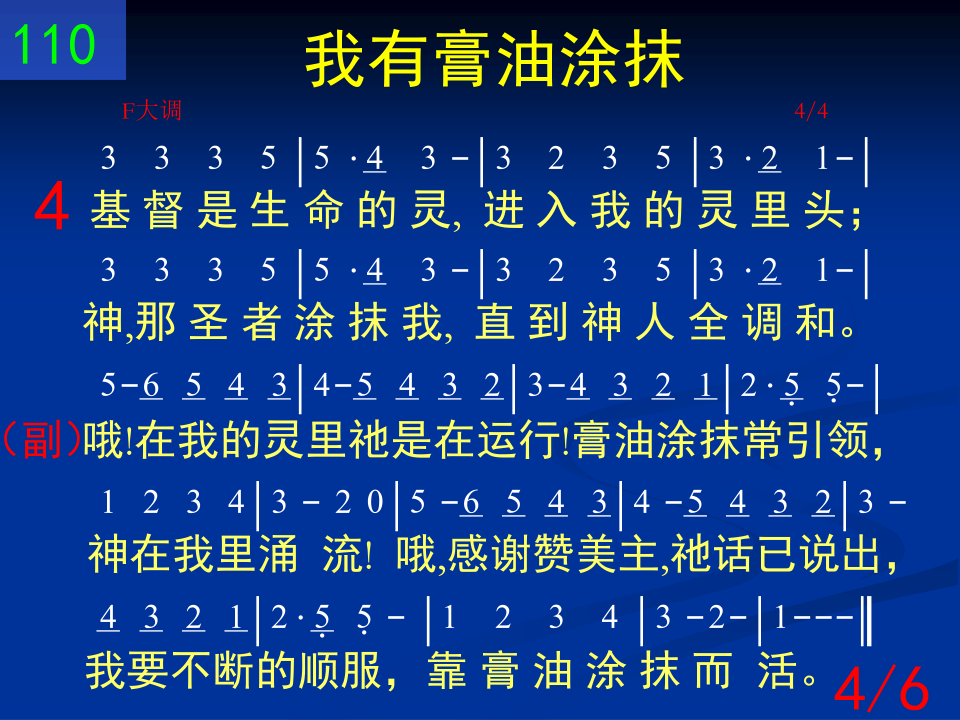 110
我有膏油涂抹
F大调 4/4
3 3 3 5 | 5 · 4 3 - | 3 2 3 5 | 3 · 2 1 - |
4 基督是生命的灵, 进入我的灵里头；
3 3 3 5 | 5 · 4 3 - | 3 2 3 5 | 3 · 2 1 - |
神,那圣者涂抹我, 直到神人全调和。
5 - 6 5 4 3 | 4 - 5 4 3 2 | 3 - 4 3 2 1 | 2 · 5̣ 5̣ - |
（副）哦!在我的灵里祂是在运行!膏油涂抹常引领，
1 2 3 4 | 3 - 2 0 | 5 - 6 5 4 3 | 4 - 5 4 3 2 | 3 -
神在我里涌 流! 哦,感谢赞美主,祂话已说出，
4 3 2 1 | 2 · 5̣ 5̣ - | 1 2 3 4 | 3 - 2 - | 1 - - - ‖
我要不断的顺服，靠膏油涂抹而 活。
4/6